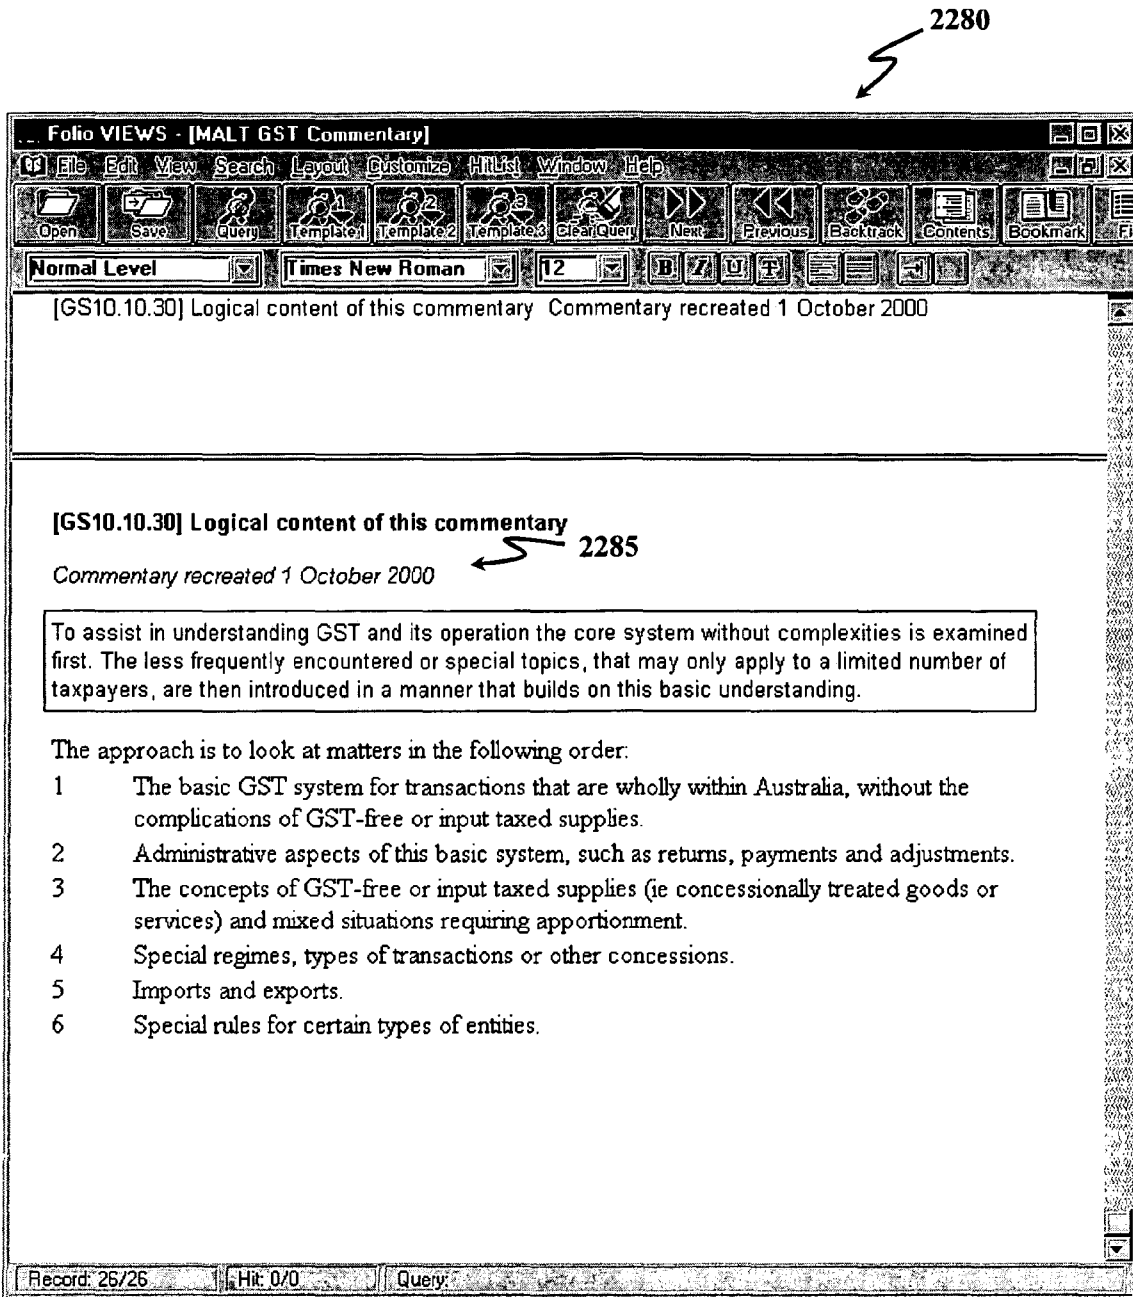 2280
Folio VIEWS - [MALT GST Commentary]
File Edit View Search Layout Customize HitList Window Help
Open Save Query Template 1 Template 2 Template 3 Clear Query Next Previous Backtrack Contents Bookmark
Normal Level Times New Roman 12 B I U T
[GS10.10.30] Logical content of this commentary Commentary recreated 1 October 2000
[GS10.10.30] Logical content of this commentary
2285
Commentary recreated 1 October 2000
To assist in understanding GST and its operation the core system without complexities is examined
first. The less frequently encountered or special topics, that may only apply to a limited number of
taxpayers, are then introduced in a manner that builds on this basic understanding.
The approach is to look at matters in the following order:
1 The basic GST system for transactions that are wholly within Australia, without the
complications of GST-free or input taxed supplies.
2 Administrative aspects of this basic system, such as returns, payments and adjustments.
3 The concepts of GST-free or input taxed supplies (ie concessionally treated goods or
services) and mixed situations requiring apportionment.
4 Special regimes, types of transactions or other concessions.
5 Imports and exports.
6 Special rules for certain types of entities.
Record: 26/26 Hit: 0/0 Query: